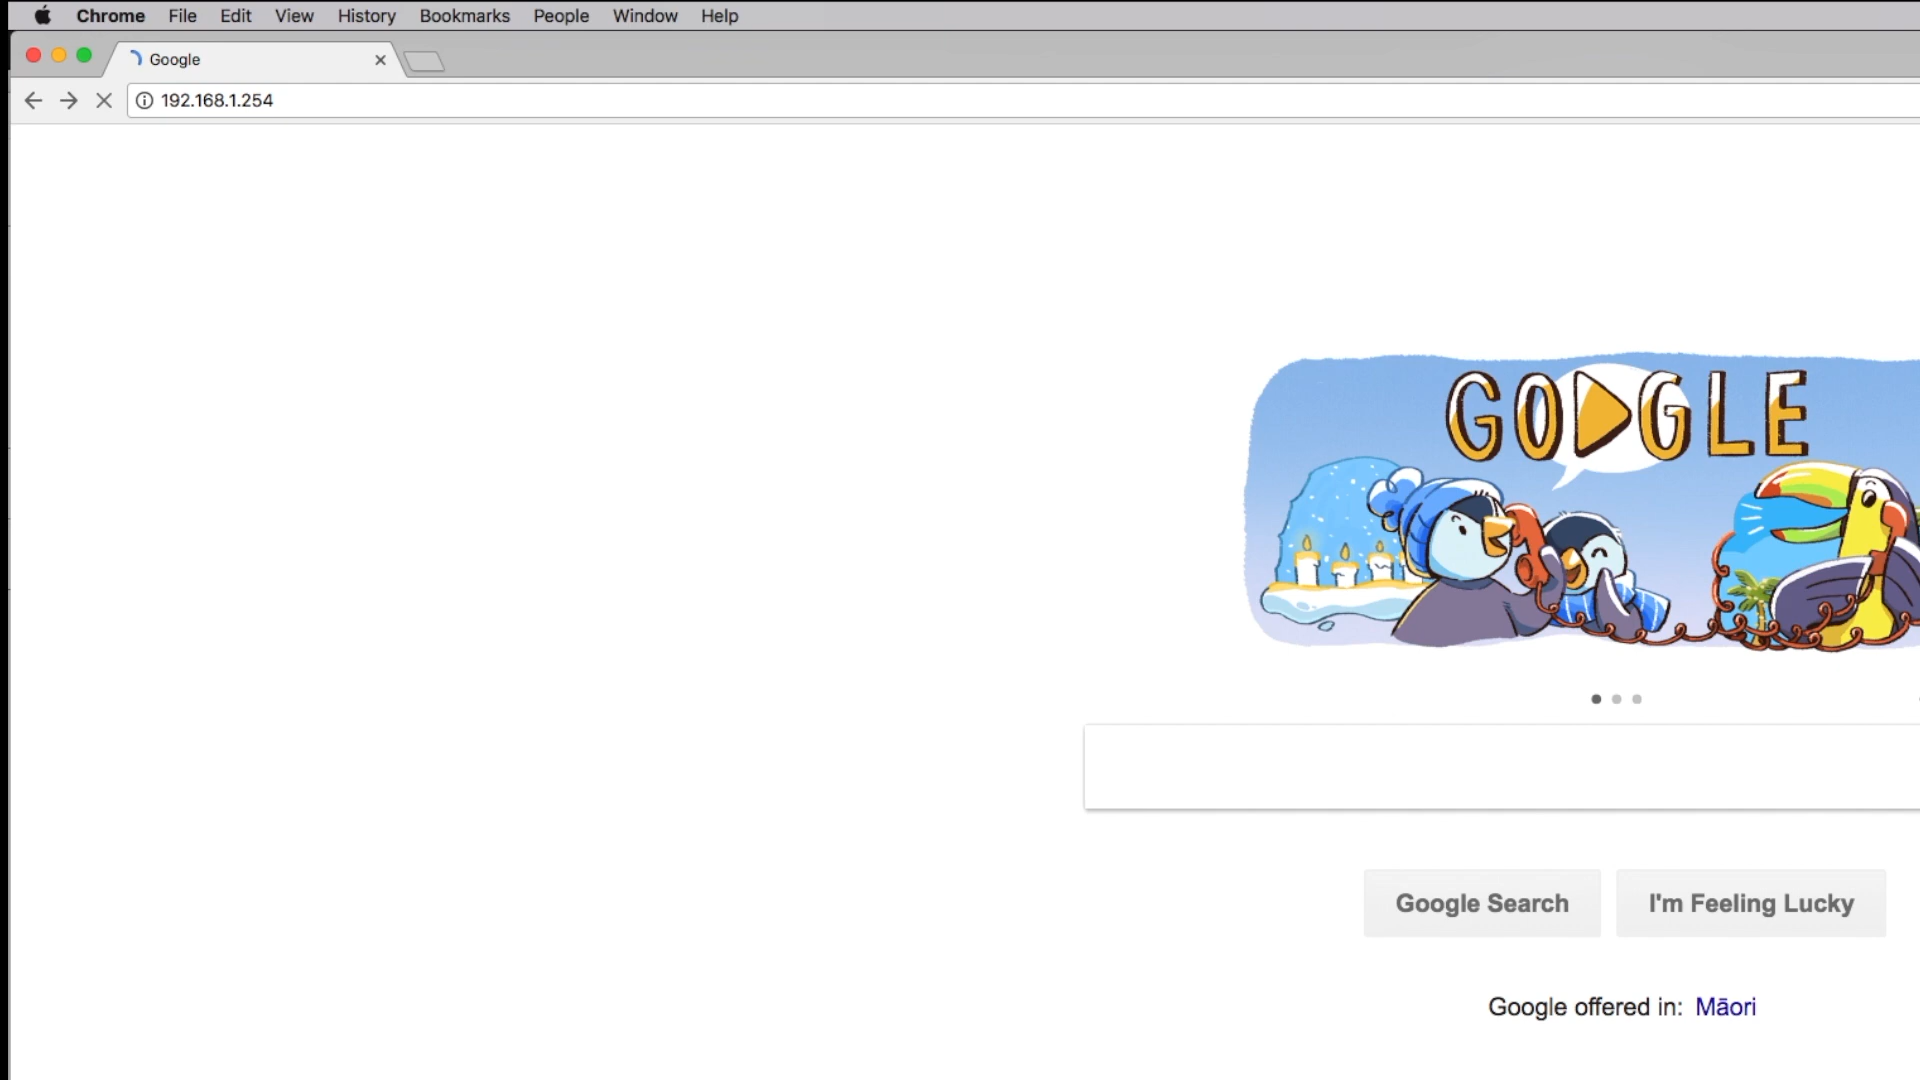 Chrome File Edit View History Bookmarks People Window Help
Google
192.168.1.254
GOOGLE
Google Search I'm Feeling Lucky
Google offered in: Māori